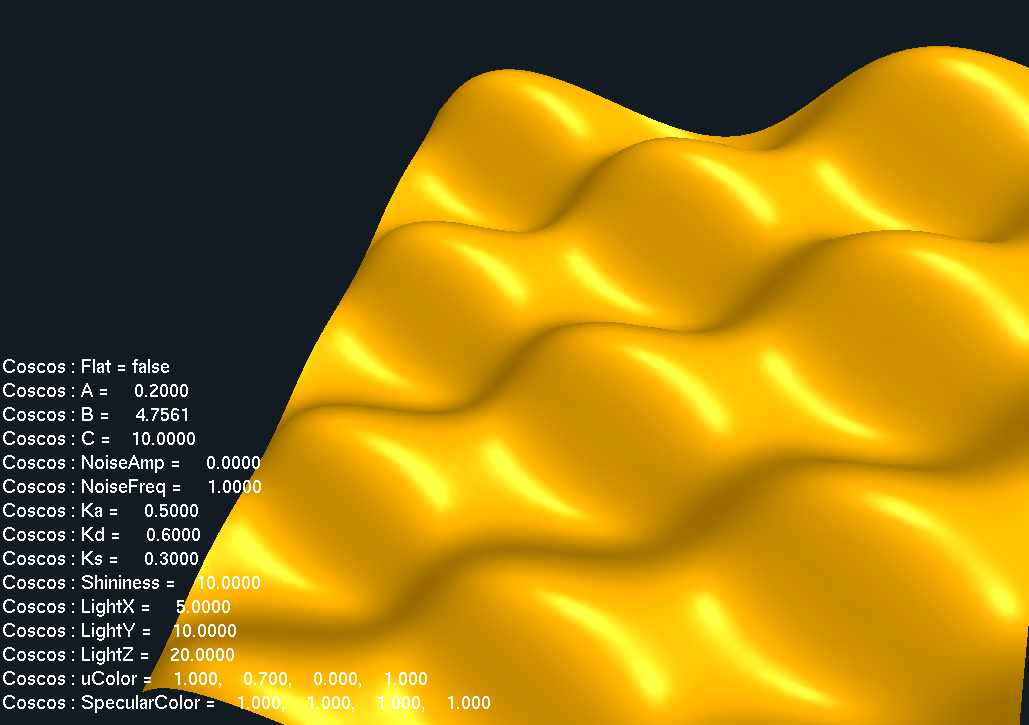 Coscos : Flat = false
Coscos : A = 0.2000
Coscos : B = 4.7561
Coscos : C = 10.0000
Coscos : NoiseAmp = 0.0000
Coscos : NoiseFreq = 1.0000
Coscos : Ka = 0.5000
Coscos : Kd = 0.6000
Coscos : Ks = 0.3000
Coscos : Shininess = 10.0000
Coscos : LightX = 5.0000
Coscos : LightY = 10.0000
Coscos : LightZ = 20.0000
Coscos : uColor = 1.000, 0.700, 0.000, 1.000
Coscos : SpecularColor = 1.000, 1.000, 1.000, 1.000